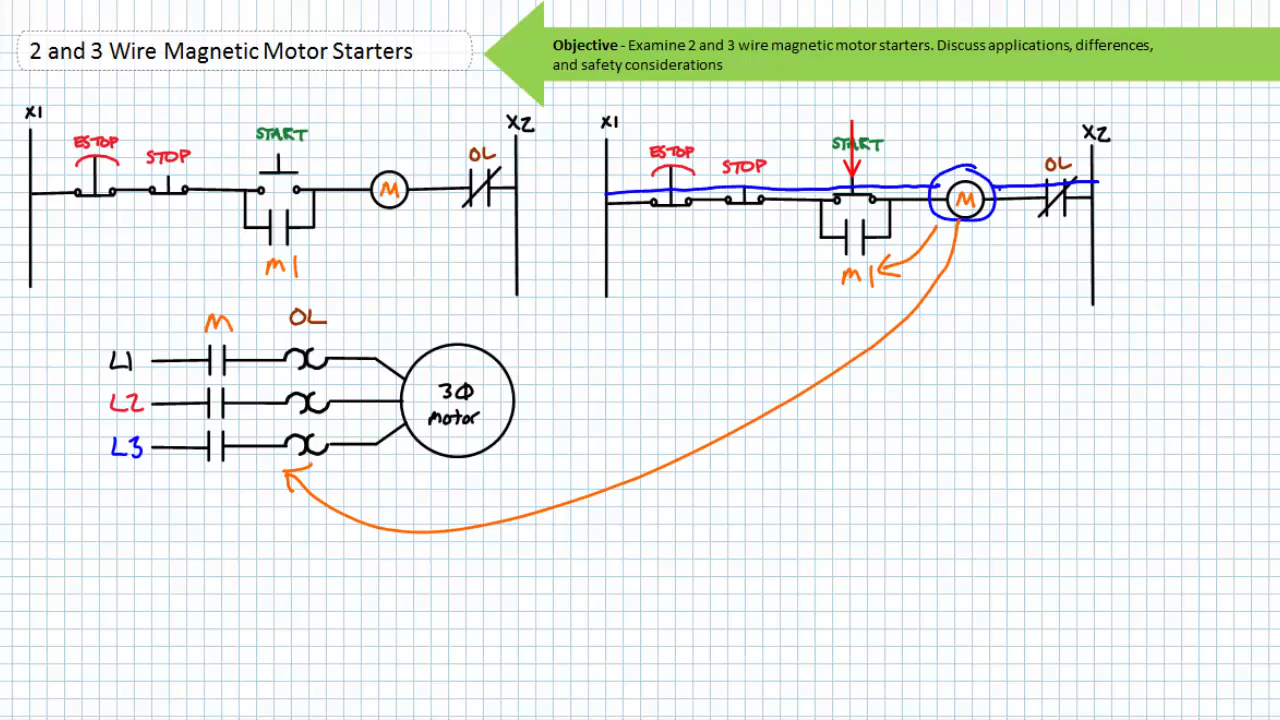 2 and 3 Wire Magnetic Motor Starters
Objective - Examine 2 and 3 wire magnetic motor starters. Discuss applications, differences,
and safety considerations
X1
ESTOP
STOP
START
M
OL
X2
M1
X1
ESTOP
STOP
START
M
OL
X2
M1
M
OL
L1
L2
L3
3Φ
motor